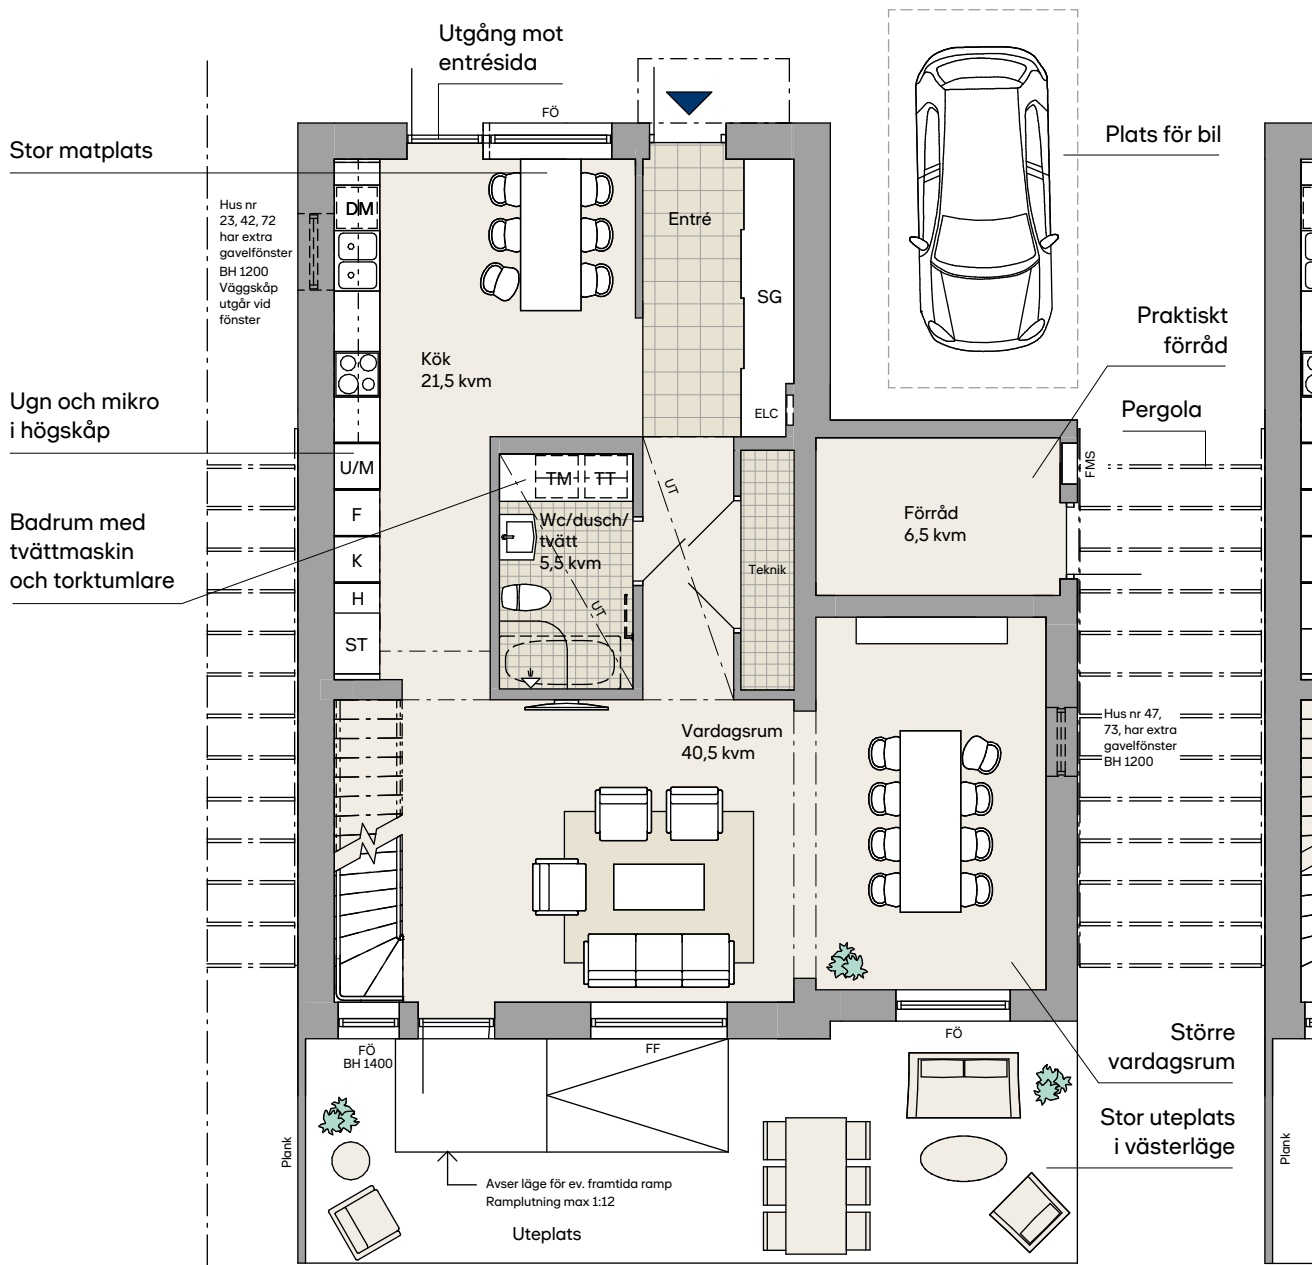 Utgång mot
entrésida
FÖ
Stor matplats
Plats för bil
Hus nr
23, 42, 72
har extra
gavelfönster
BH 1200
Väggskåp
utgår vid
fönster
DM
Entré
SG
Praktiskt
förråd
Kök
21,5 kvm
Ugn och mikro
i högskåp
ELC
Pergola
U/M
TM
TT
UT
FMS
F
Badrum med
tvättmaskin
och torktumlare
Wc/dusch/
tvätt
5,5 kvm
Förråd
6,5 kvm
K
Teknik
H
UT
ST
Vardagsrum
40,5 kvm
Hus nr 47,
73, har extra
gavelfönster
BH 1200
FÖ
BH 1400
FF
FÖ
Större
vardagsrum
Stor uteplats
i västerläge
Plank
Plank
Avser läge för ev. framtida ramp
Ramplutning max 1:12
Uteplats